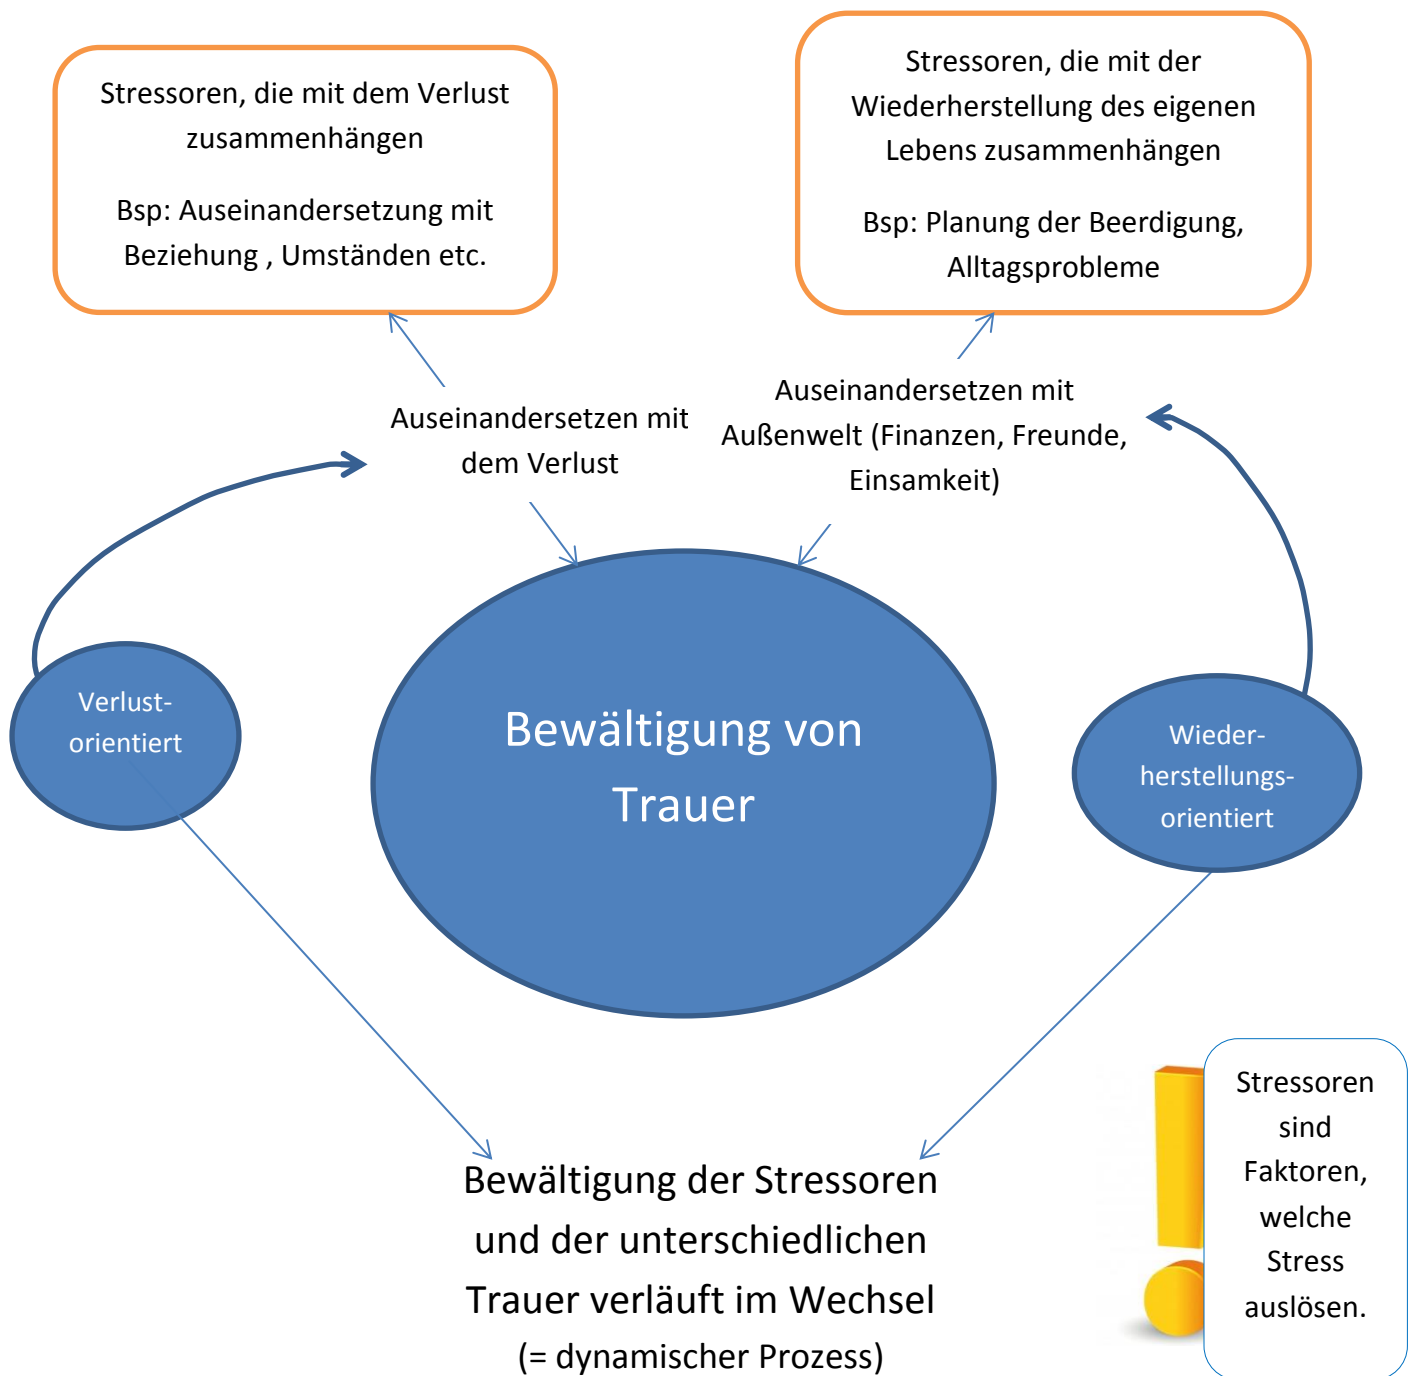 Stressoren, die mit dem Verlust
zusammenhängen
Bsp: Auseinandersetzung mit
Beziehung , Umständen etc.
Stressoren, die mit der
Wiederherstellung des eigenen
Lebens zusammenhängen
Bsp: Planung der Beerdigung,
Alltagsprobleme
Auseinandersetzen mit
dem Verlust
Auseinandersetzen mit
Außenwelt (Finanzen, Freunde,
Einsamkeit)
Verlust-
orientiert
Bewältigung von
Trauer
Wieder-
herstellungs-
orientiert
Bewältigung der Stressoren
und der unterschiedlichen
Trauer verläuft im Wechsel
(= dynamischer Prozess)
Stressoren
sind
Faktoren,
welche
Stress
auslösen.